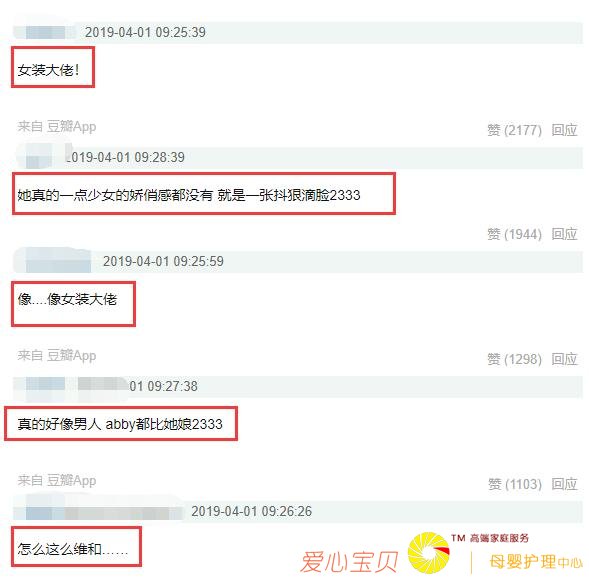 2019-04-01 09:25:39
女装大佬!
来自 豆瓣App
赞 (2177) 回应
2019-04-01 09:28:39
她真的一点少女的娇俏感都没有 就是一张抖狠滴脸2333
赞 (1944) 回应
2019-04-01 09:25:59
像....像女装大佬
来自 豆瓣App
赞 (1298) 回应
01 09:27:38
真的好像男人 abby都比她娘2333
来自 豆瓣App
赞 (1103) 回应
2019-04-01 09:26:26
怎么这么维和……
爱心宝贝 TM 高端家庭服务
母婴护理中心